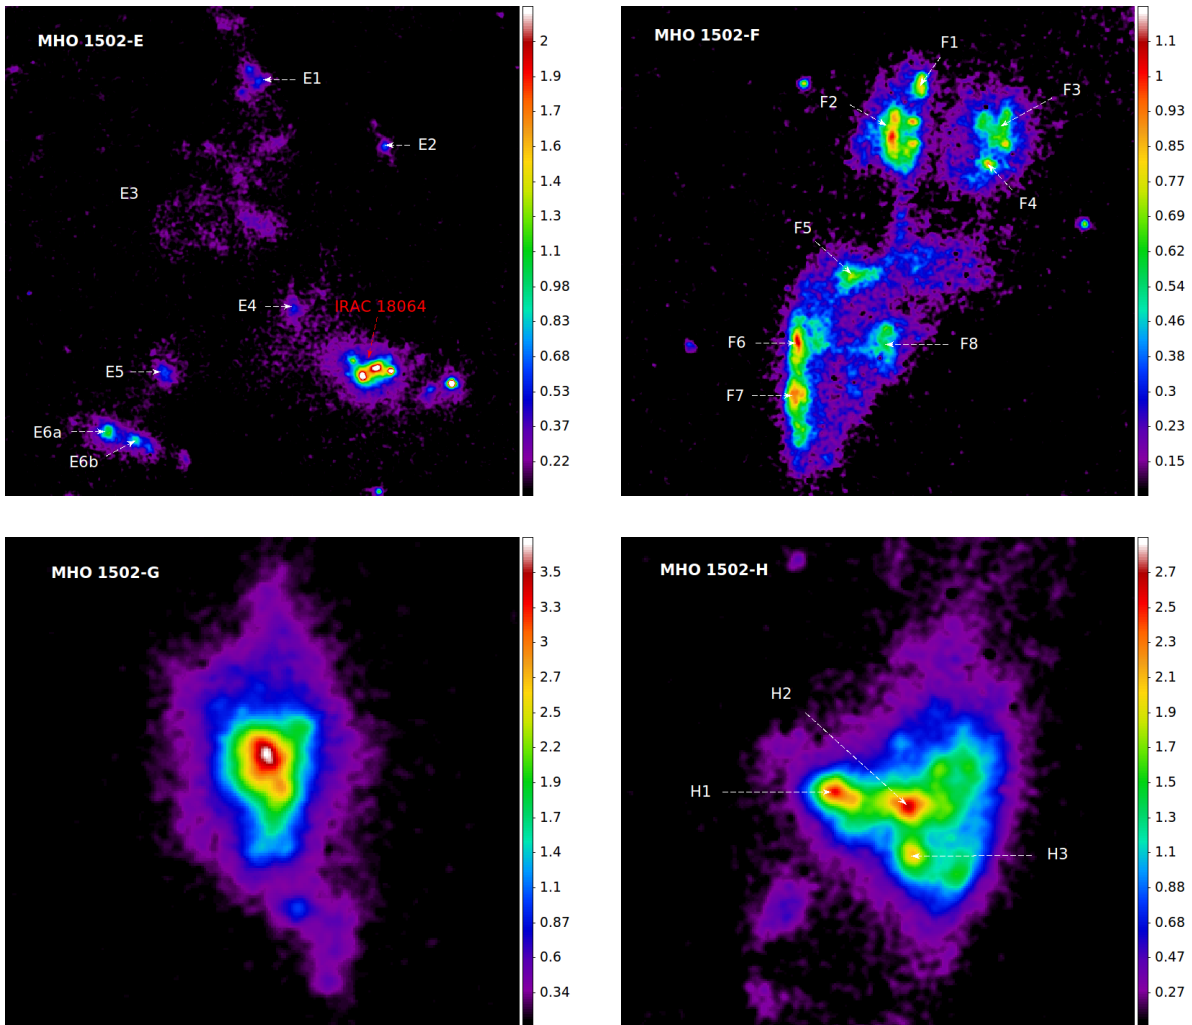 MHO 1502-E
E1
E2
E3
E4
IRAC 18064
E5
E6a
E6b
2
1.9
1.7
1.6
1.4
1.3
1.1
0.98
0.83
0.68
0.53
0.37
0.22
MHO 1502-F
F1
F2
F3
F4
F5
F6
F8
F7
1.1
1
0.93
0.85
0.77
0.69
0.62
0.54
0.46
0.38
0.3
0.23
0.15
MHO 1502-G
3.5
3.3
3
2.7
2.5
2.2
1.9
1.7
1.4
1.1
0.87
0.6
0.34
MHO 1502-H
H2
H1
H3
2.7
2.5
2.3
2.1
1.9
1.7
1.5
1.3
1.1
0.88
0.68
0.47
0.27